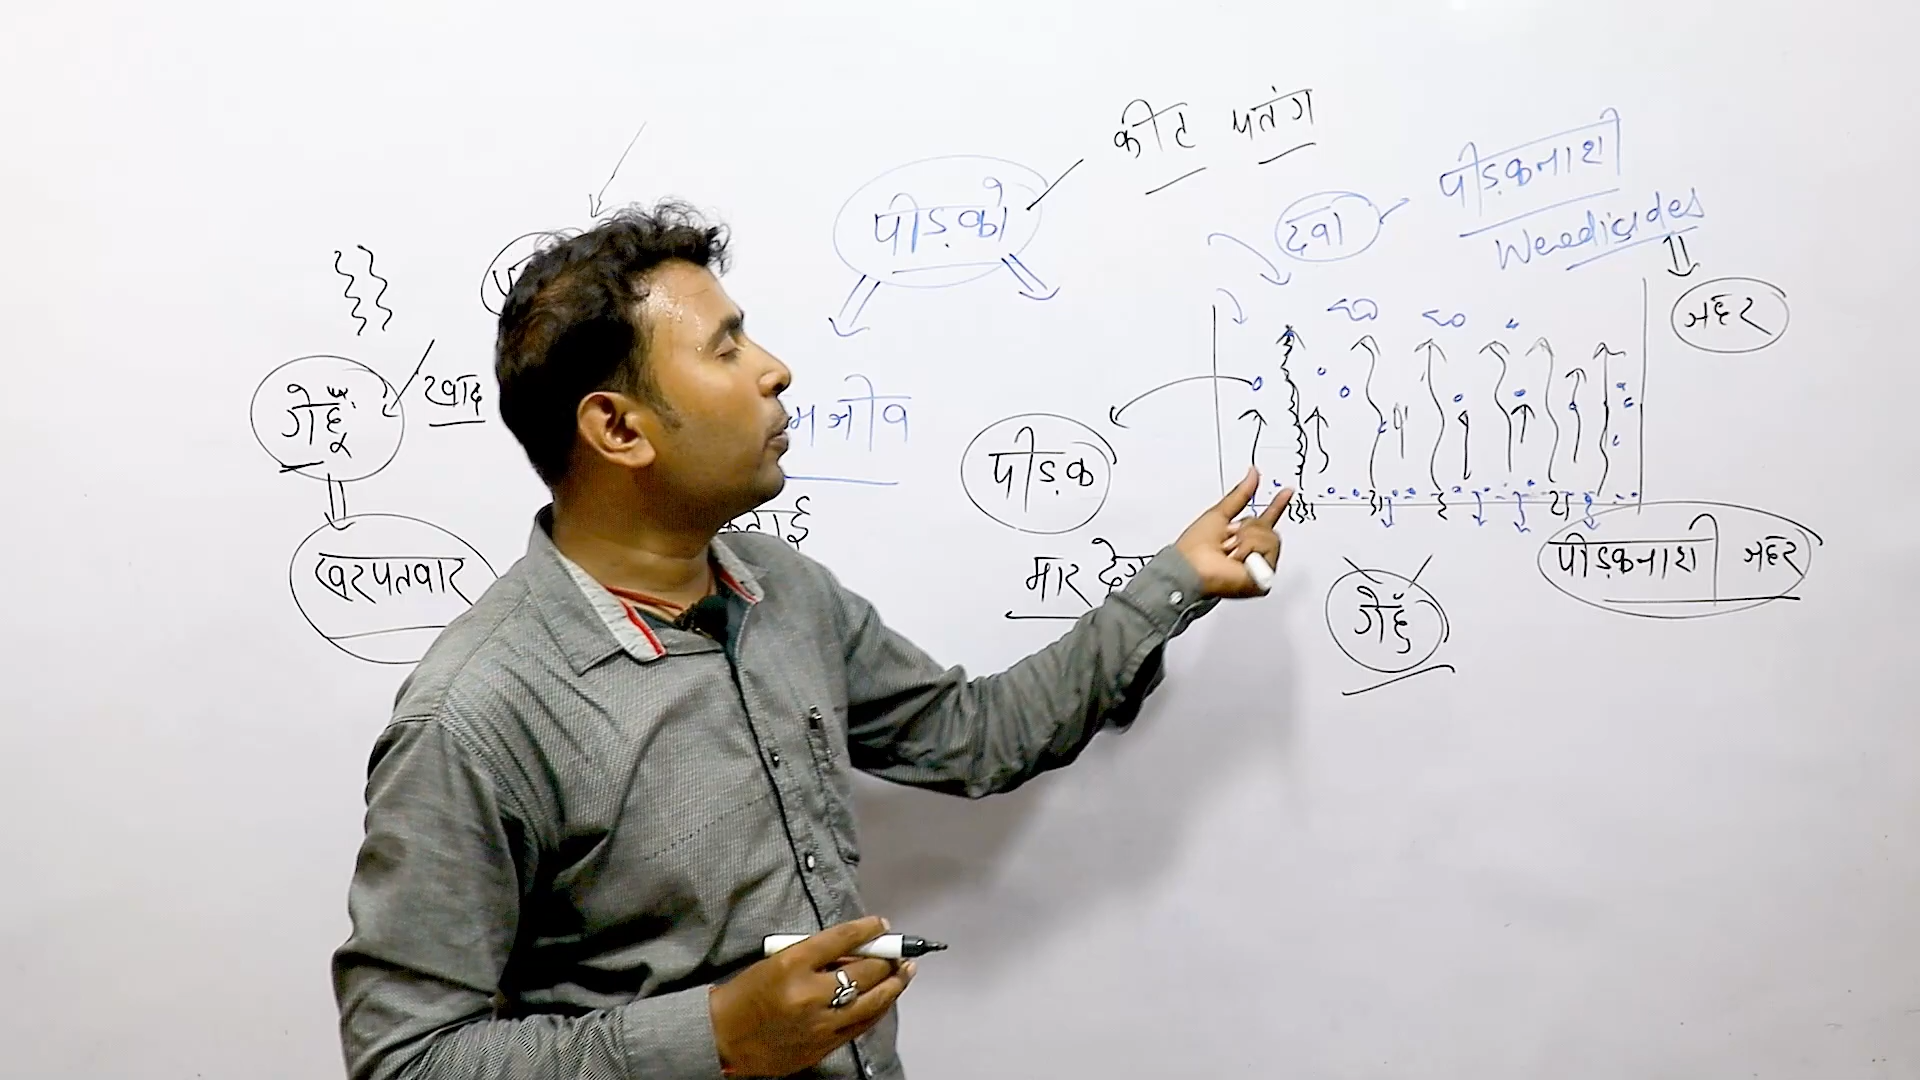 कीट पतंग
पीड़को
दवा
पीड़कनाशी
Weedicides
जहर
गेहूँ
खाद
पीड़क
खरपतवार
मार
गेहूँ
पीड़कनाशी जहर